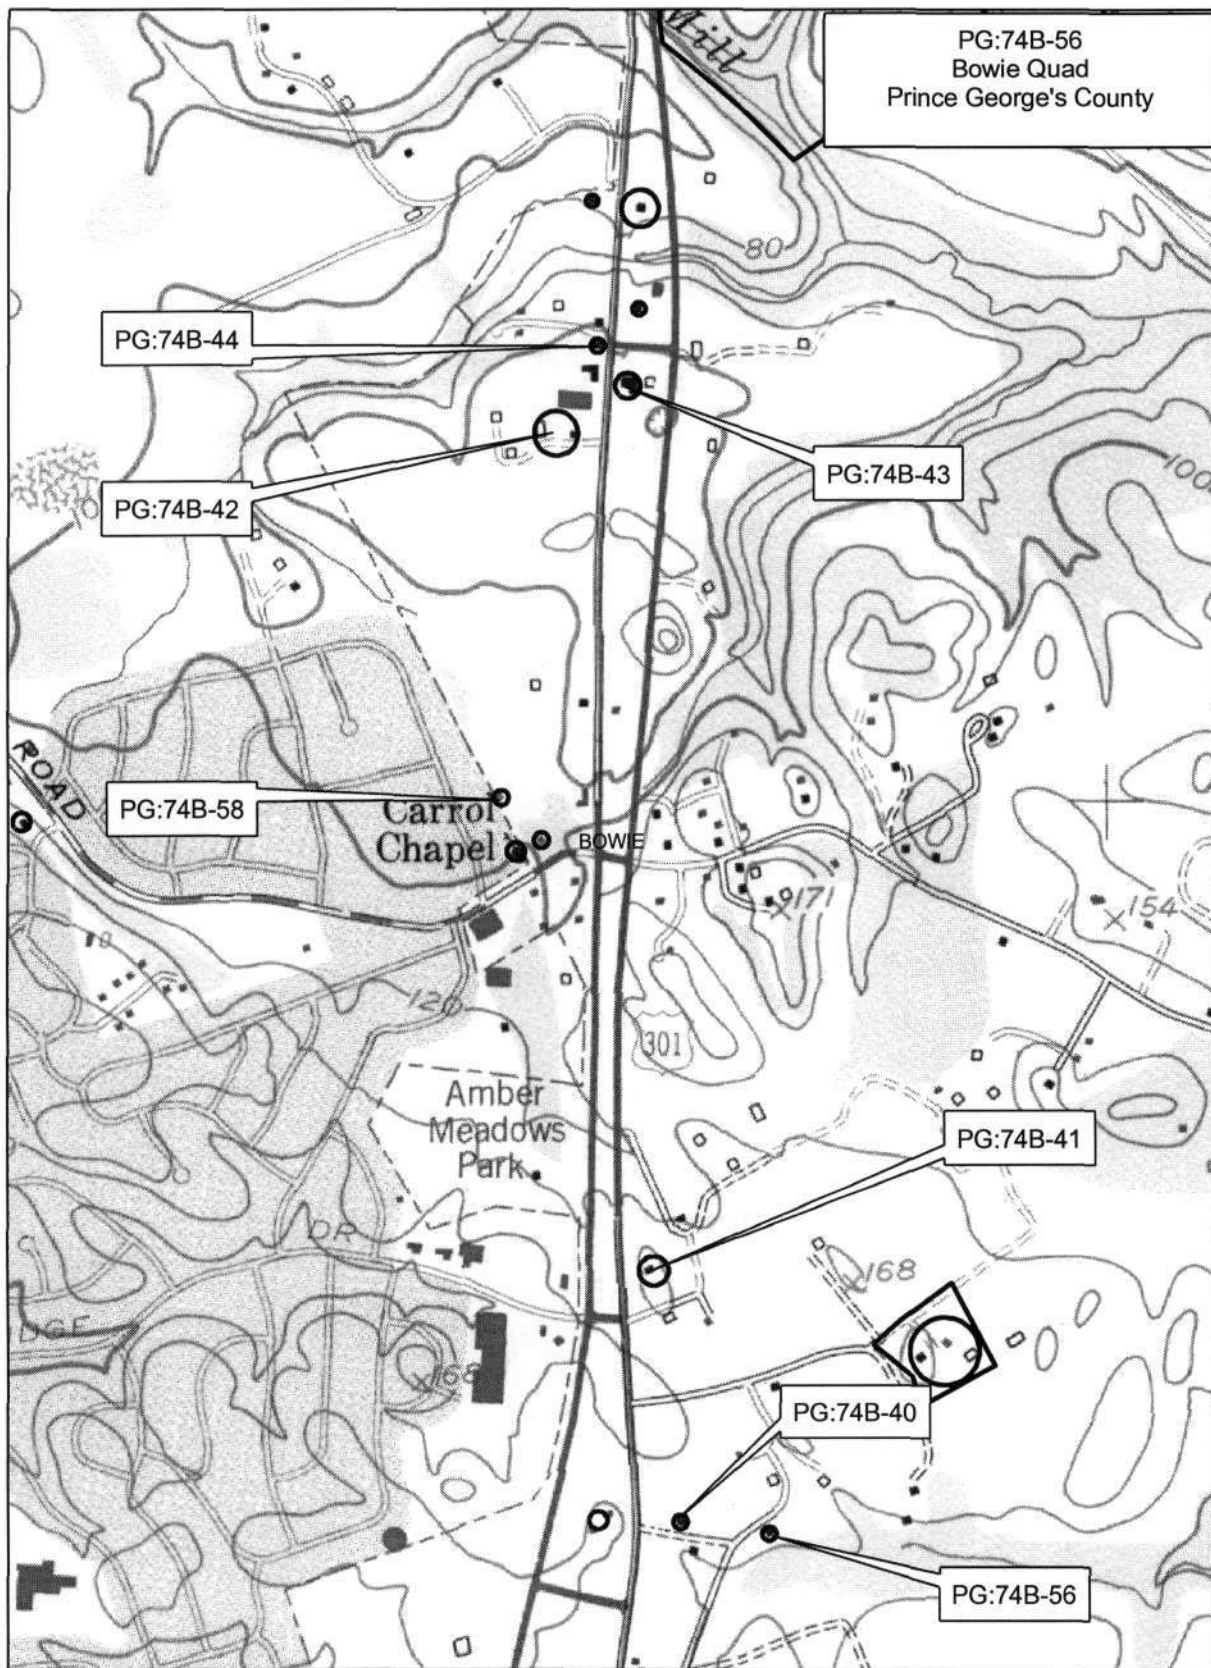 Mill
PG:74B-56
Bowie Quad
Prince George's County
80
PG:74B-44
PG:74B-43
100
PG:74B-42
ROAD
PG:74B-58
Carrol
Chapel
BOWIE
171
154
120
301
Amber
Meadows
Park
PG:74B-41
DR
168
DGE
168
PG:74B-40
PG:74B-56